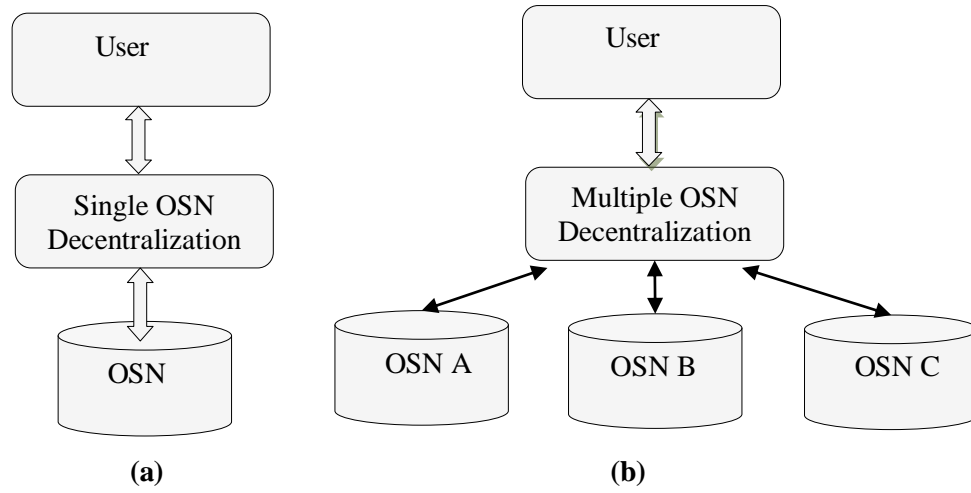 User
Single OSN
Decentralization
OSN
(a)
User
Multiple OSN
Decentralization
OSN A
OSN B
OSN C
(b)